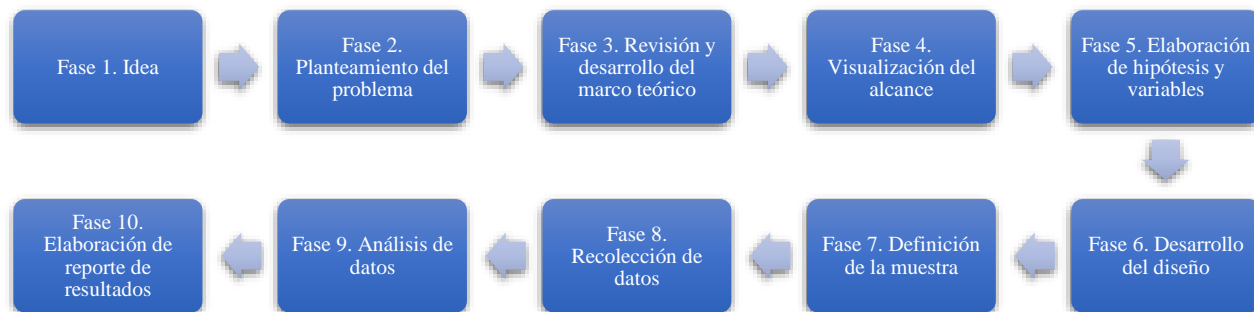 Fase 1. Idea
Fase 2.
Planteamiento del
problema
Fase 3. Revisión y
desarrollo del
marco teórico
Fase 4.
Visualización del
alcance
Fase 5. Elaboración
de hipótesis y
variables
Fase 6. Desarrollo
del diseño
Fase 7. Definición
de la muestra
Fase 8.
Recolección de
datos
Fase 9. Análisis de
datos
Fase 10.
Elaboración de
reporte de
resultados